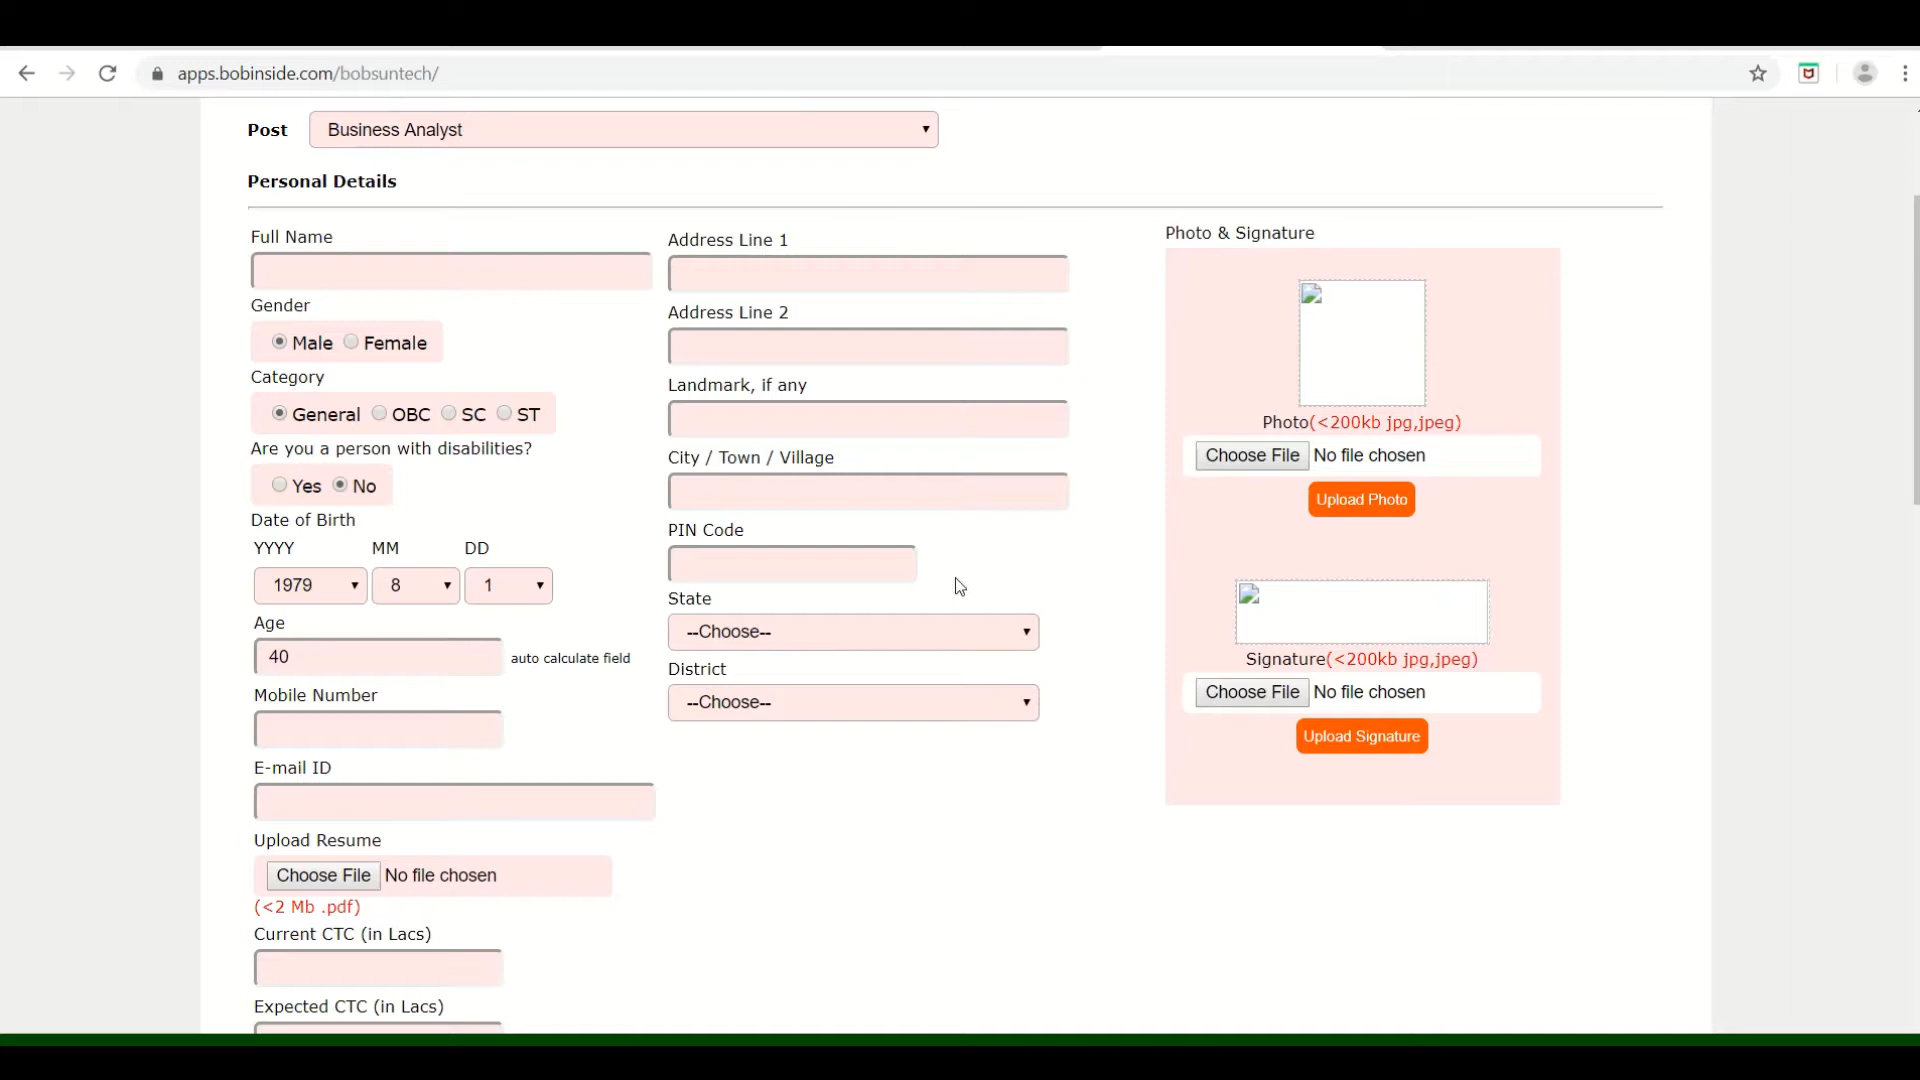 apps.bobinside.com/bobsuntech/
Post
Business Analyst
Personal Details
Full Name
Gender
Male Female
Category
General OBC SC ST
Are you a person with disabilities?
Yes No
Date of Birth
YYYY MM DD
1979 8 1
Age
40 auto calculate field
Mobile Number
E-mail ID
Upload Resume
Choose File No file chosen
(<2 Mb .pdf)
Current CTC (in Lacs)
Expected CTC (in Lacs)
Address Line 1
Address Line 2
Landmark, if any
City / Town / Village
PIN Code
State
--Choose--
District
--Choose--
Photo & Signature
Photo(<200kb jpg,jpeg)
Choose File No file chosen
Upload Photo
Signature(<200kb jpg,jpeg)
Choose File No file chosen
Upload Signature